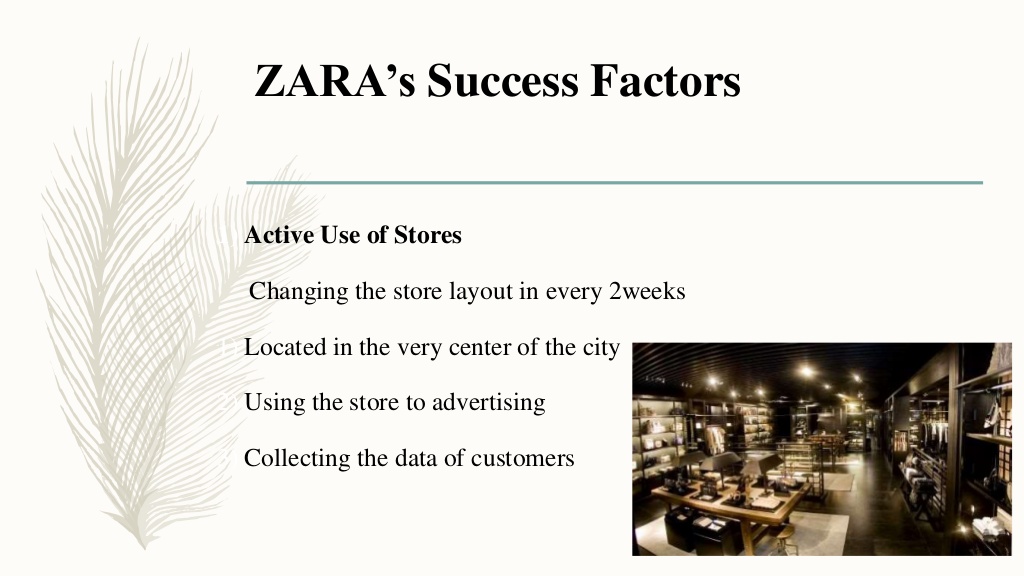 ZARA’s Success Factors
Active Use of Stores
Changing the store layout in every 2weeks
Located in the very center of the city
Using the store to advertising
Collecting the data of customers